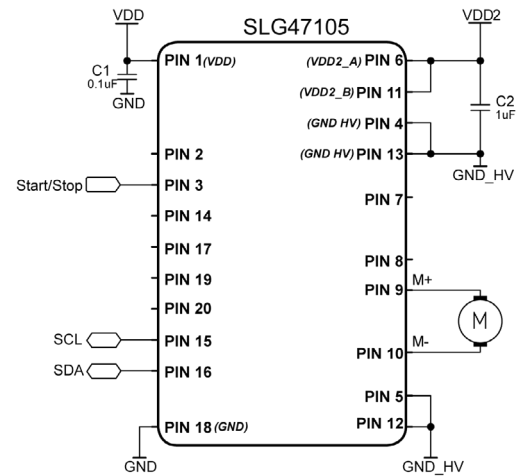 SLG47105
VDD
C1
0.1uF
GND
PIN 1(VDD)
PIN 2
Start/Stop
PIN 3
PIN 14
PIN 17
PIN 19
PIN 20
SCL
PIN 15
SDA
PIN 16
PIN 18(GND)
GND
VDD2
(VDD2_A) PIN 6
(VDD2_B) PIN 11
C2
1uF
(GND HV) PIN 4
(GND HV) PIN 13
GND_HV
PIN 7
PIN 8
M+
PIN 9
M
M-
PIN 10
PIN 5
PIN 12
GND_HV